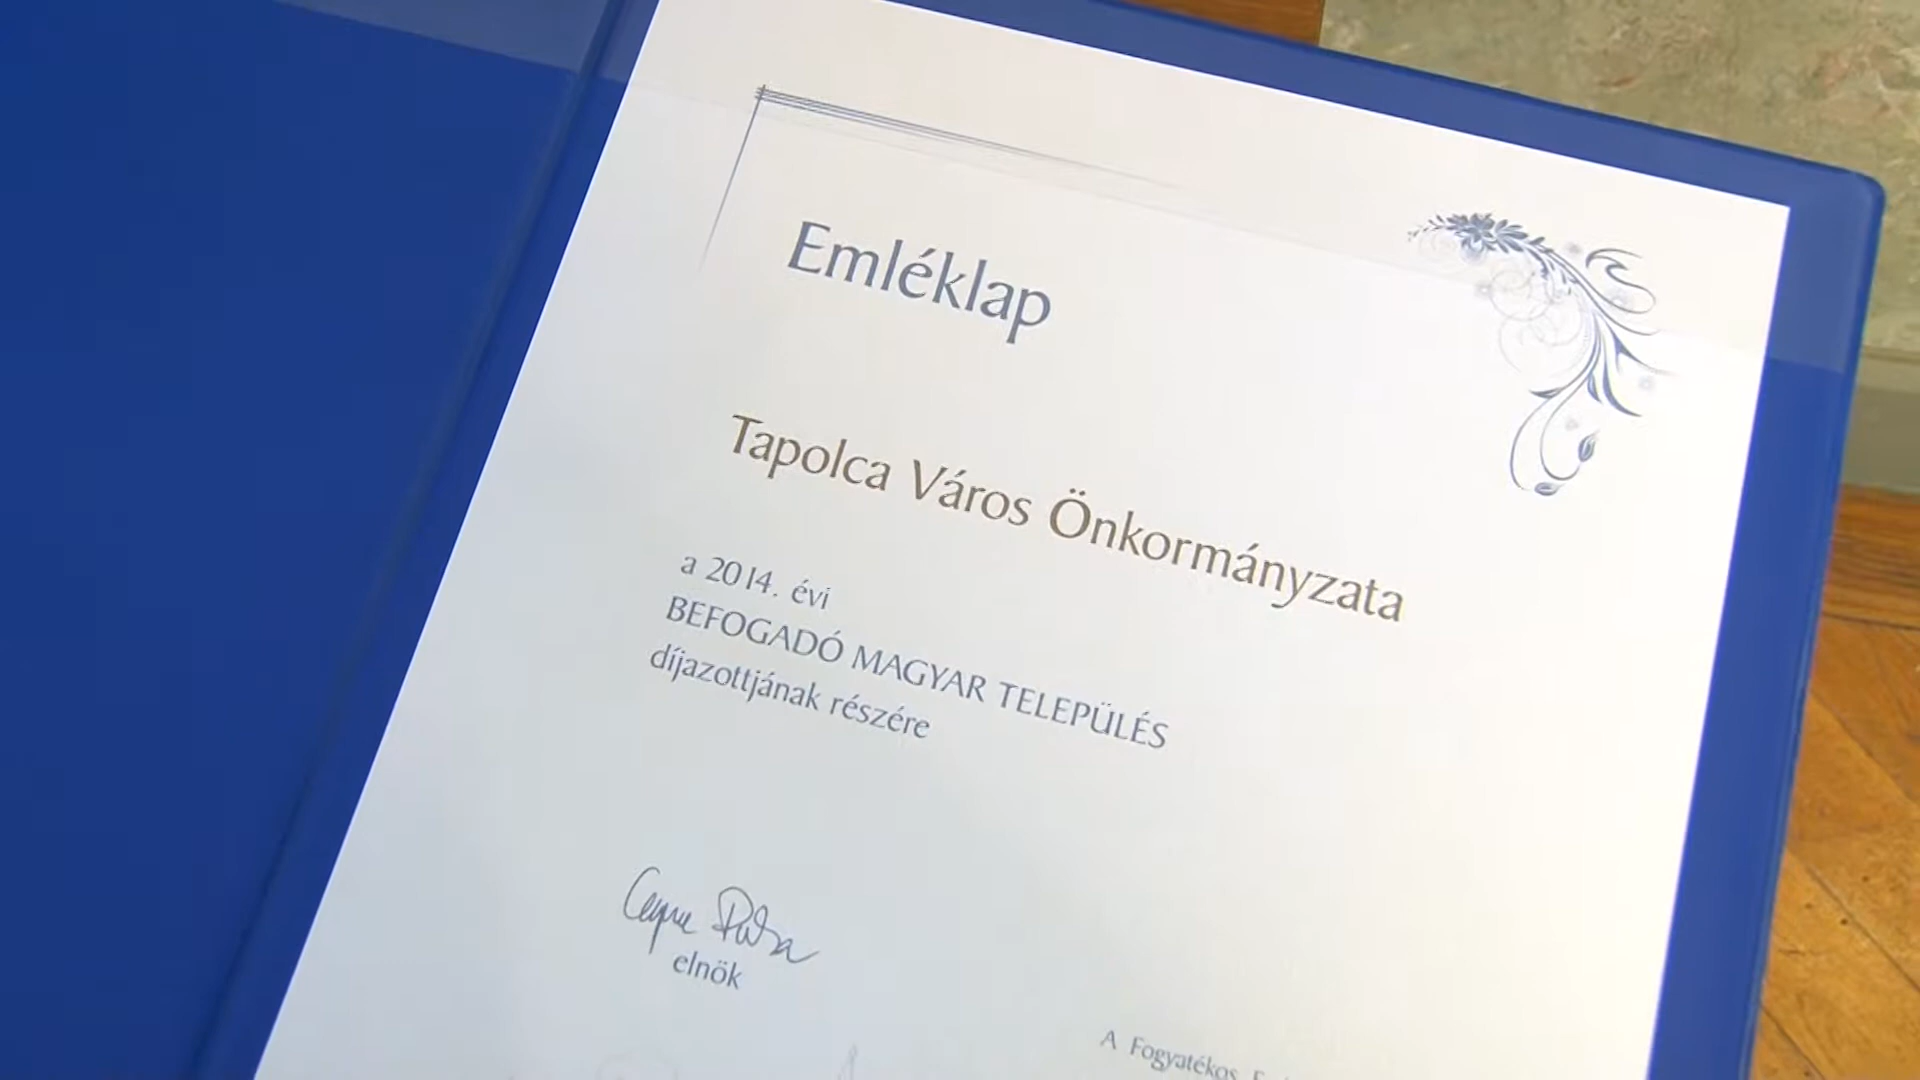 Emléklap
Tapolca Város Önkormányzata
a 2014. évi
BEFOGADÓ MAGYAR TELEPÜLÉS
díjazottjának részére
elnök
A Fogyatékos